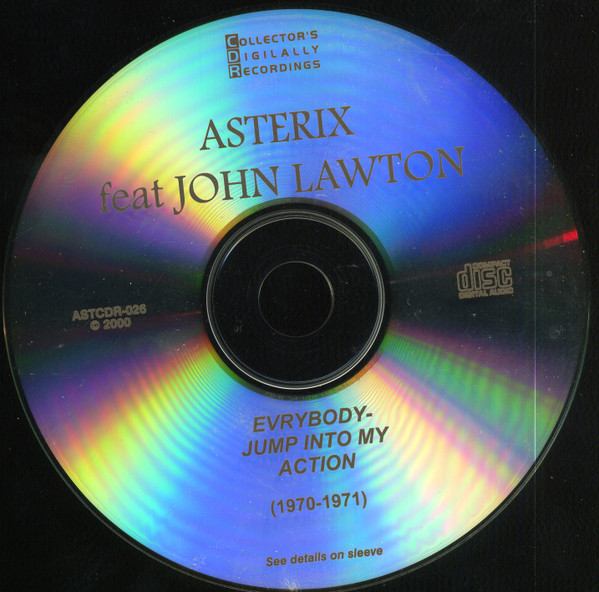 COLLECTOR'S
DIGILALLY
RECORDINGS
ASTERIX
feat JOHN LAWTON
COMPACT
disc
DIGITAL AUDIO
ASTCDR-026
© 2000
EVRYBODY-
JUMP INTO MY
ACTION
(1970-1971)
See details on sleeve